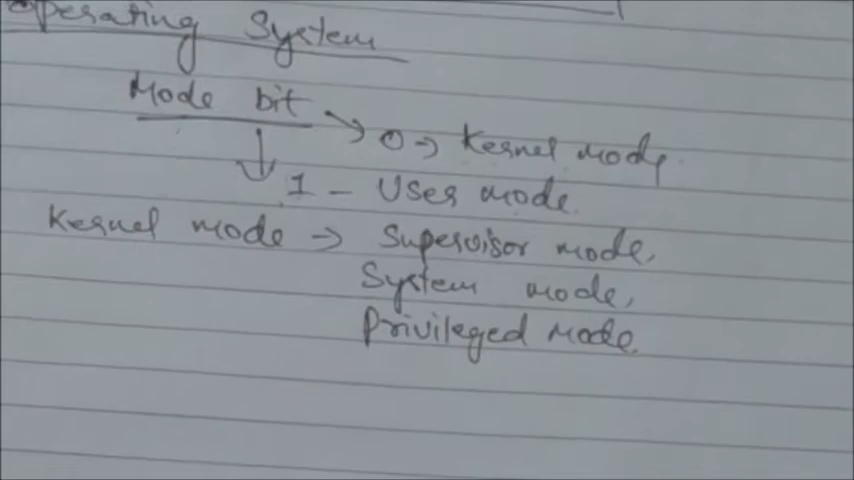 Operating System
Mode bit → 0 → Kernel mode,
↓ 1 - User mode.
Kernel mode → Supervisor mode,
System mode,
Privileged Mode.